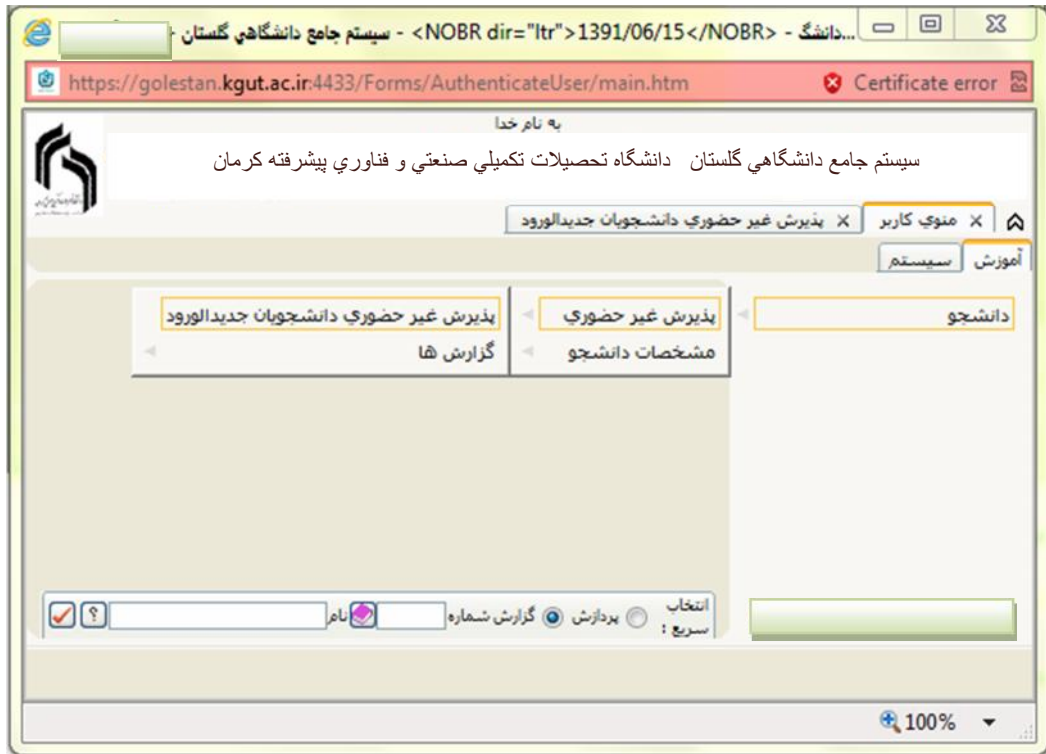 ...دانشگ - <NOBR dir="ltr">1391/06/15</NOBR> - سیستم جامع دانشگاهي گلستان -
https://golestan.kgut.ac.ir:4433/Forms/AuthenticateUser/main.htm Certificate error
به نام خدا
سيستم جامع دانشگاهي گلستان دانشگاه تحصيلات تكميلي صنعتي و فناوري پيشرفته كرمان
منوي كاربر X پذيرش غير حضوري دانشجويان جديدالورود X
آموزش سيستم
دانشجو پذيرش غير حضوري پذيرش غير حضوري دانشجويان جديدالورود
مشخصات دانشجو گزارش ها
انتخاب سريع : پردازش گزارش شماره نام ؟
100%